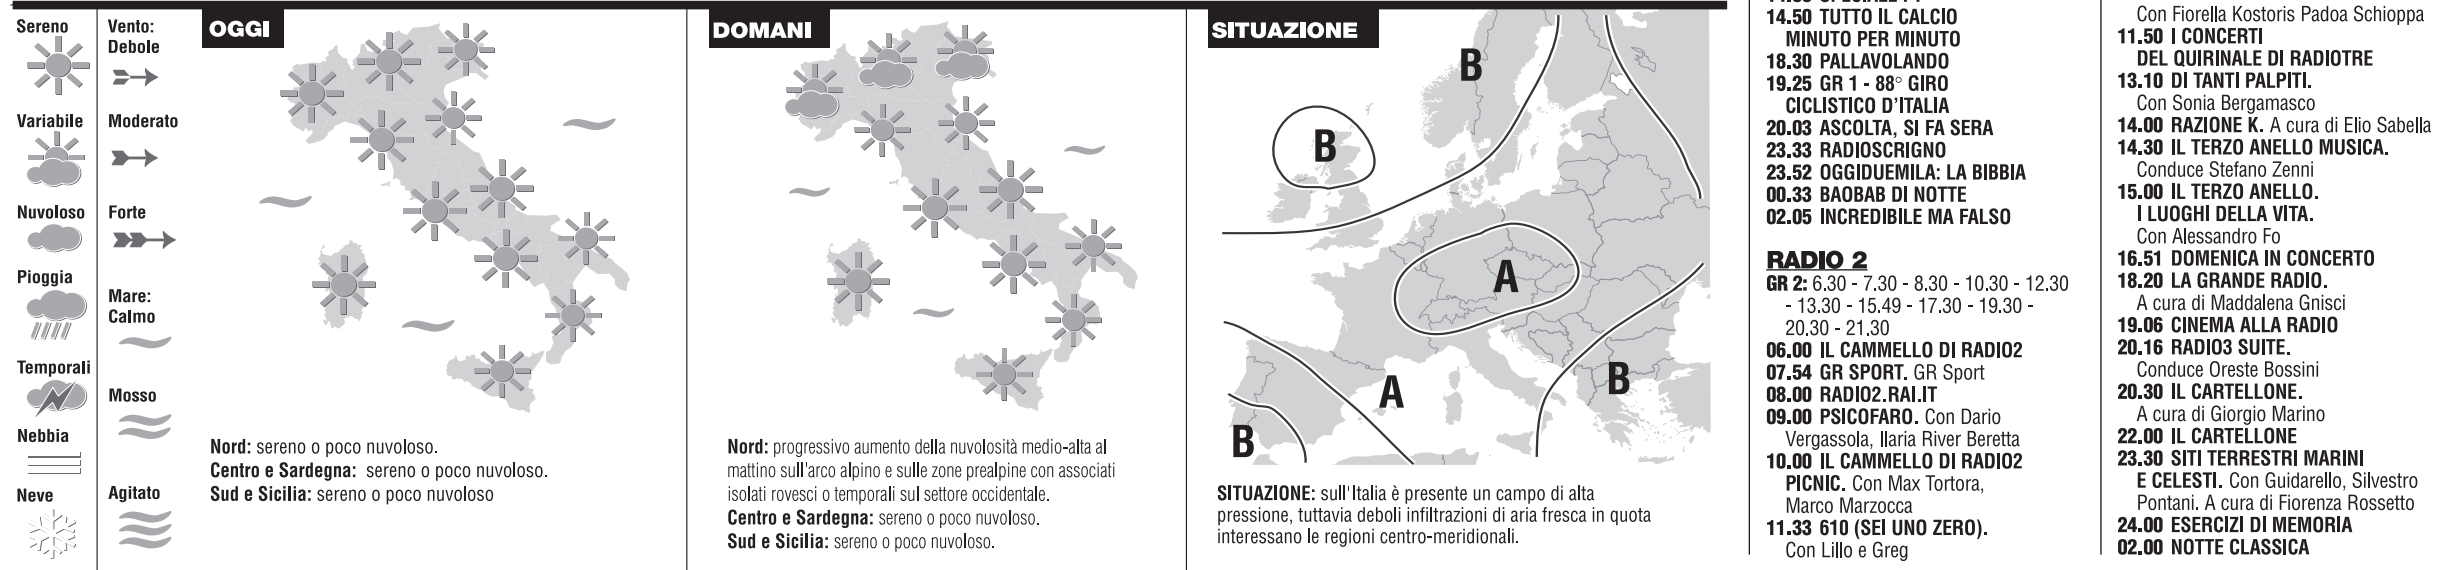 Sereno
Variabile
Nuvoloso
Pioggia
Temporali
Nebbia
Neve
Vento:
Debole
Moderato
Forte
Mare:
Calmo
Mosso
Agitato
OGGI
Nord: sereno o poco nuvoloso.
Centro e Sardegna: sereno o poco nuvoloso.
Sud e Sicilia: sereno o poco nuvoloso
DOMANI
Nord: progressivo aumento della nuvolosità medio-alta al
mattino sull'arco alpino e sulle zone prealpine con associati
isolati rovesci o temporali sul settore occidentale.
Centro e Sardegna: sereno o poco nuvoloso.
Sud e Sicilia: sereno o poco nuvoloso.
SITUAZIONE
B
B
A
A
B
B
SITUAZIONE: sull'Italia è presente un campo di alta
pressione, tuttavia deboli infiltrazioni di aria fresca in quota
interessano le regioni centro-meridionali.
14.50 TUTTO IL CALCIO
MINUTO PER MINUTO
18.30 PALLAVOLANDO
19.25 GR 1 - 88° GIRO
CICLISTICO D'ITALIA
20.03 ASCOLTA, SI FA SERA
23.33 RADIOSCRIGNO
23.52 OGGIDUEMILA: LA BIBBIA
00.33 BAOBAB DI NOTTE
02.05 INCREDIBILE MA FALSO
RADIO 2
GR 2: 6.30 - 7.30 - 8.30 - 10.30 - 12.30
- 13.30 - 15.49 - 17.30 - 19.30 -
20.30 - 21.30
06.00 IL CAMMELLO DI RADIO2
07.54 GR SPORT. GR Sport
08.00 RADIO2.RAI.IT
09.00 PSICOFARO. Con Dario
Vergassola, Ilaria River Beretta
10.00 IL CAMMELLO DI RADIO2
PICNIC. Con Max Tortora,
Marco Marzocca
11.33 610 (SEI UNO ZERO).
Con Lillo e Greg
Con Fiorella Kostoris Padoa Schioppa
11.50 I CONCERTI
DEL QUIRINALE DI RADIOTRE
13.10 DI TANTI PALPITI.
Con Sonia Bergamasco
14.00 RAZIONE K. A cura di Elio Sabella
14.30 IL TERZO ANELLO MUSICA.
Conduce Stefano Zenni
15.00 IL TERZO ANELLO.
I LUOGHI DELLA VITA.
Con Alessandro Fo
16.51 DOMENICA IN CONCERTO
18.20 LA GRANDE RADIO.
A cura di Maddalena Gnisci
19.06 CINEMA ALLA RADIO
20.16 RADIO3 SUITE.
Conduce Oreste Bossini
20.30 IL CARTELLONE.
A cura di Giorgio Marino
22.00 IL CARTELLONE
23.30 SITI TERRESTRI MARINI
E CELESTI. Con Guidarello, Silvestro
Pontani. A cura di Fiorenza Rossetto
24.00 ESERCIZI DI MEMORIA
02.00 NOTTE CLASSICA